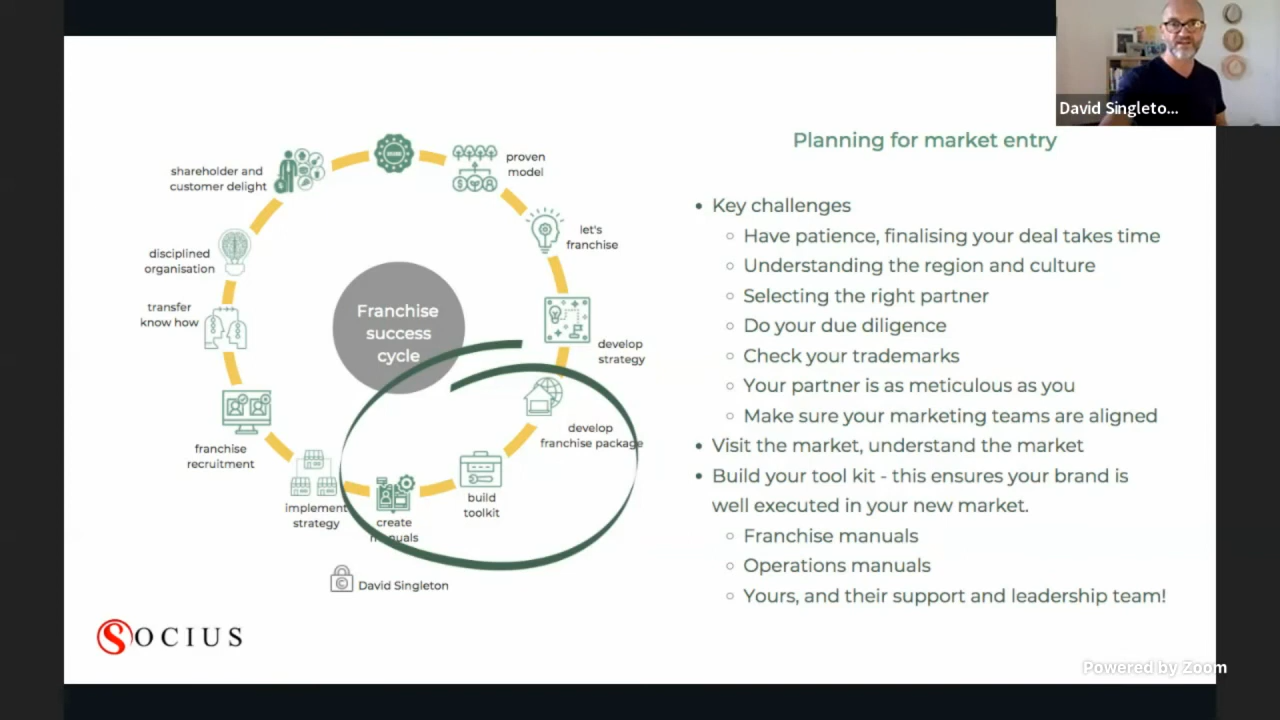 David Singleto...
Planning for market entry
shareholder and
customer delight
proven
model
let's
franchise
disciplined
organisation
transfer
know how
Franchise
success
cycle
develop
strategy
develop
franchise package
franchise
recruitment
build
toolkit
implement
strategy
create
manuals
© David Singleton
• Key challenges
○ Have patience, finalising your deal takes time
○ Understanding the region and culture
○ Selecting the right partner
○ Do your due diligence
○ Check your trademarks
○ Your partner is as meticulous as you
○ Make sure your marketing teams are aligned
• Visit the market, understand the market
• Build your tool kit - this ensures your brand is
well executed in your new market.
○ Franchise manuals
○ Operations manuals
○ Yours, and their support and leadership team!
SOCIUS
Powered by Zoom